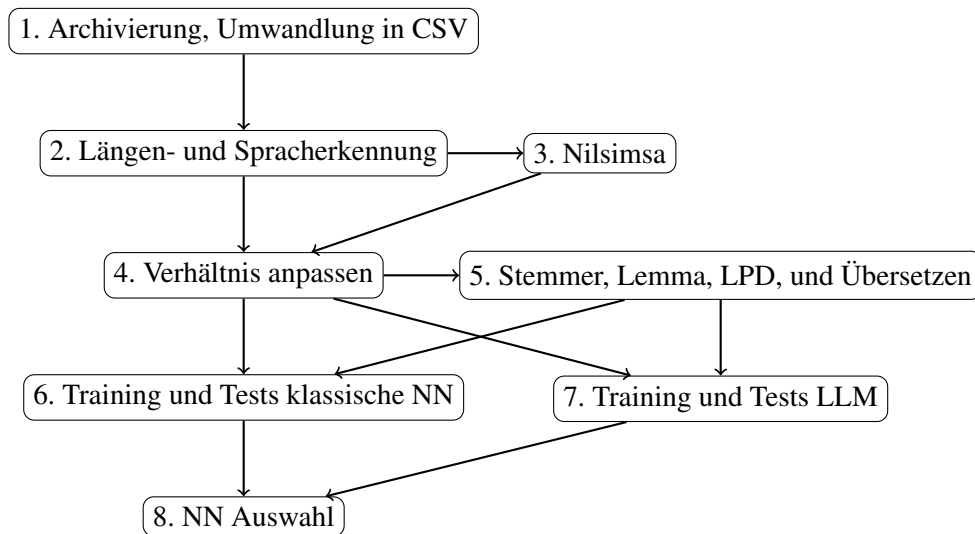 1. Archivierung, Umwandlung in CSV
2. Längen- und Spracherkennung
3. Nilsimsa
4. Verhältnis anpassen
5. Stemmer, Lemma, LPD, und Übersetzen
6. Training und Tests klassische NN
7. Training und Tests LLM
8. NN Auswahl